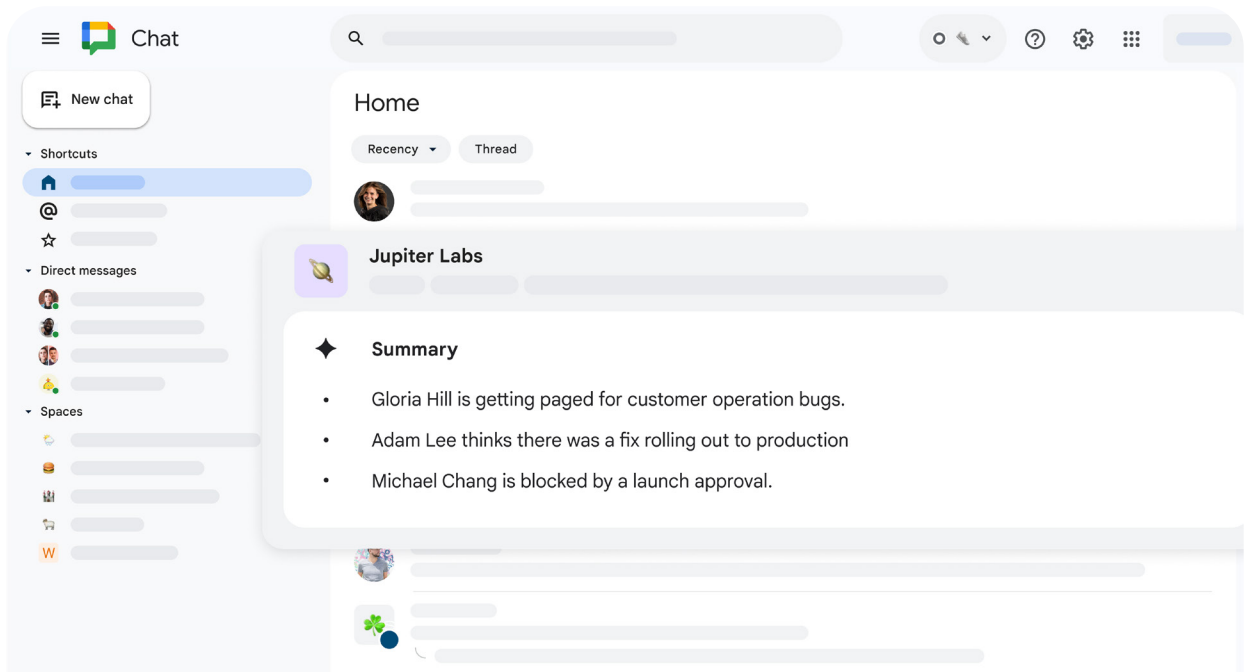 Chat
New chat
Home
Recency
Thread
Shortcuts
@
Direct messages
Spaces
W
Jupiter Labs
Summary
• Gloria Hill is getting paged for customer operation bugs.
• Adam Lee thinks there was a fix rolling out to production
• Michael Chang is blocked by a launch approval.